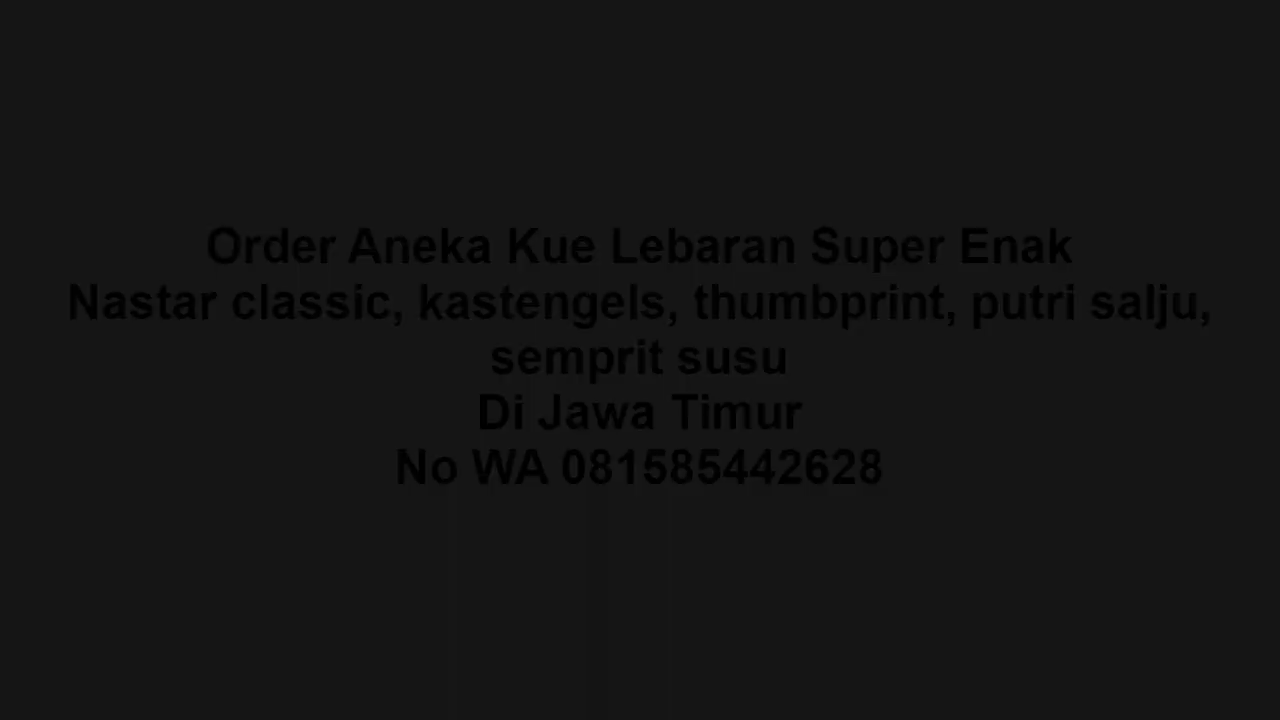 Order Aneka Kue Lebaran Super Enak
Nastar classic, kastengels, thumbprint, putri salju,
semprit susu
Di Jawa Timur
No WA 081585442628